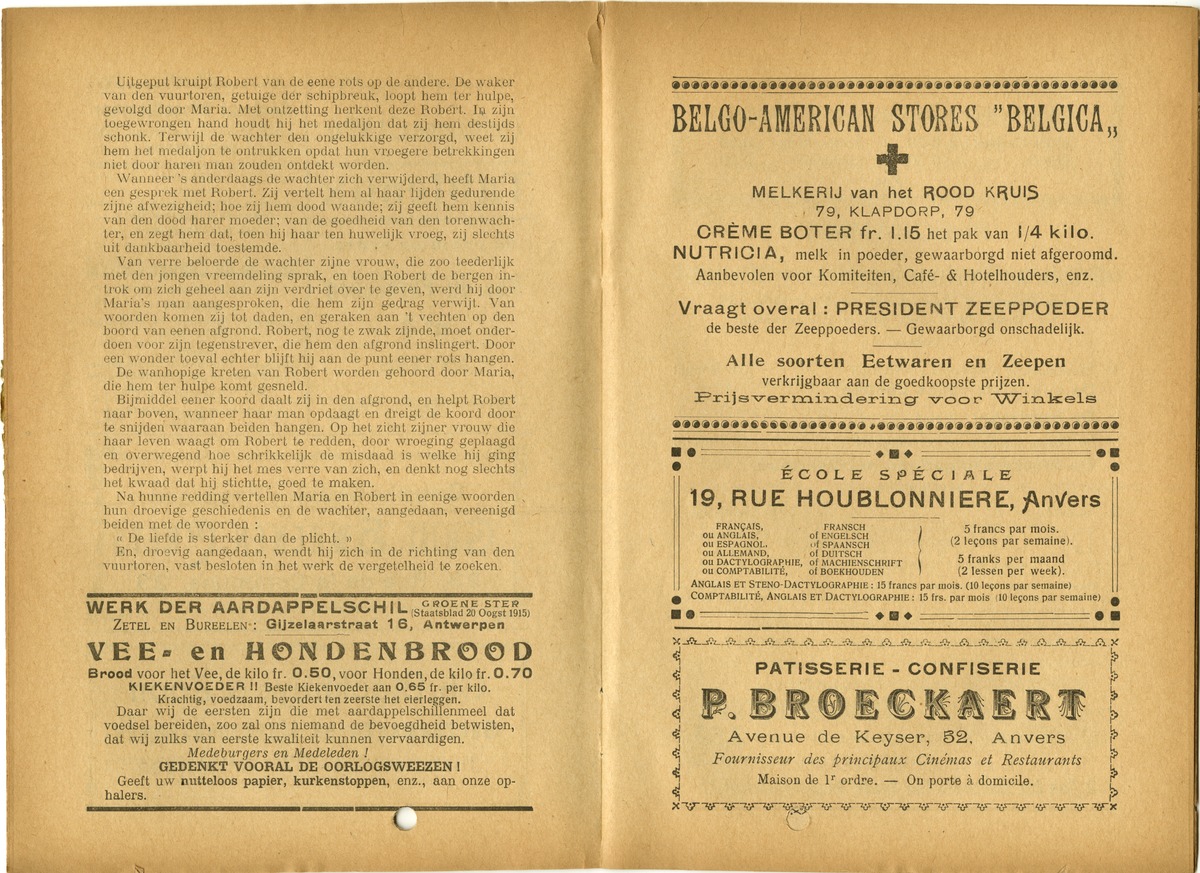 Uitgeput kruipt Robert van de eene rots op de andere. De waker
van den vuurtoren, getuige der schipbreuk, loopt hem ter hulpe,
gevolgd door Maria. Met ontzetting herkent deze Robert. In zijn
toegewrongen hand houdt hij het medaljon dat zij hem destijds
schonk. Terwijl de wachter den ongelukkige verzorgd, weet zij
hem het medaljon te ontrukken opdat hun vroegere betrekkingen
niet door haren man zouden ontdekt worden.
Wanneer 's anderdaags de wachter zich verwijderd, heeft Maria
een gesprek met Robert. Zij vertelt hem al haar lijden gedurende
zijne afwezigheid; hoe zij hem dood waande; zij geeft hem kennis
van den dood harer moeder; van de goedheid van den torenwach-
ter, en zegt hem dat, toen hij haar ten huwelijk vroeg, zij slechts
uit dankbaarheid toestemde.
Van verre beloerde de wachter zijne vrouw, die zoo teederlijk
met den jongen vreemdeling sprak, en toen Robert de bergen in-
trok om zich geheel aan zijn verdriet over te geven, werd hij door
Maria's man aangesproken, die hem zijn gedrag verwijt. Van
woorden komen zij tot daden, en geraken aan 't vechten op den
boord van eenen afgrond. Robert, nog te zwak zijnde, moet onder-
doen voor zijn tegenstrever, die hem den afgrond inslingert. Door
een wonder toeval echter blijft hij aan de punt eener rots hangen.
De wanhopige kreten van Robert worden gehoord door Maria,
die hem ter hulpe komt gesneld.
Bijmiddel eener koord daalt zij in den afgrond, en helpt Robert
naar boven, wanneer haar man opdaagt en dreigt de koord door
te snijden waaraan beiden hangen. Op het zicht zijner vrouw die
haar leven waagt om Robert te redden, door wroeging geplaagd
en overwegend hoe schrikkelijk de misdaad is welke hij ging
bedrijven, werpt hij het mes verre van zich, en denkt nog slechts
het kwaad dat hij stichtte, goed te maken.
Na hunne redding vertellen Maria en Robert in eenige woorden
hun droevige geschiedenis en de wachter, aangedaan, vereenigd
beiden met de woorden :
« De liefde is sterker dan de plicht. »
En, droevig aangedaan, wendt hij zich in de richting van den
vuurtoren, vast besloten in het werk de vergetelheid te zoeken.
WERK DER AARDAPPELSCHIL GROENE STER
(Staatsblad 20 Oogst 1915)
ZETEL EN BUREELEN : Gijzelaarstraat 16, Antwerpen
VEE- en HONDENBROOD
Brood voor het Vee, de kilo fr. 0.50, voor Honden, de kilo fr. 0.70
KIEKENVOEDER !! Beste Kiekenvoeder aan 0,65 fr. per kilo.
Krachtig, voedzaam, bevordert ten zeerste het eierleggen.
Daar wij de eersten zijn die met aardappelschillenmeel dat
voedsel bereiden, zoo zal ons niemand de bevoegdheid betwisten,
dat wij zulks van eerste kwaliteit kunnen vervaardigen.
Medeburgers en Medeleden !
GEDENKT VOORAL DE OORLOGSWEEZEN !
Geeft uw nutteloos papier, kurkenstoppen, enz., aan onze op-
halers.
BELGO-AMERICAN STORES "BELGICA„
MELKERIJ van het ROOD KRUIS
79, KLAPDORP, 79
CRÈME BOTER fr. 1.15 het pak van 1/4 kilo.
NUTRICIA, melk in poeder, gewaarborgd niet afgeroomd.
Aanbevolen voor Komiteiten, Café- & Hotelhouders, enz.
Vraagt overal : PRESIDENT ZEEPPOEDER
de beste der Zeeppoeders. — Gewaarborgd onschadelijk.
Alle soorten Eetwaren en Zeepen
verkrijgbaar aan de goedkoopste prijzen.
Prijsvermindering voor Winkels
ÉCOLE SPÉCIALE
19, RUE HOUBLONNIERE, Anvers
FRANÇAIS, FRANSCH
ou ANGLAIS, of ENGELSCH
ou ESPAGNOL. of SPAANSCH
ou ALLEMAND, of DUITSCH
ou DACTYLOGRAPHIE, of MACHIENSCHRIFT
ou COMPTABILITÉ, of BOEKHOUDEN
5 francs par mois.
(2 leçons par semaine).
5 franks per maand
(2 lessen per week).
ANGLAIS ET STENO-DACTYLOGRAPHIE : 15 francs par mois. (10 leçons par semaine)
COMPTABILITÉ, ANGLAIS ET DACTYLOGRAPHIE : 15 frs. par mois (10 leçons par semaine)
PATISSERIE - CONFISERIE
P. BROECKAERT
Avenue de Keyser, 52, Anvers
Fournisseur des principaux Cinémas et Restaurants
Maison de 1r ordre. — On porte à domicile.